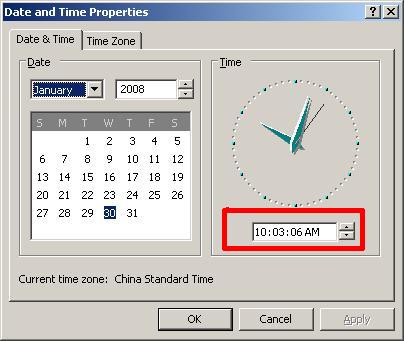 Date and Time Properties
Date & Time
Time Zone
Date
January
2008
S M T W T F S
1 2 3 4 5
6 7 8 9 10 11 12
13 14 15 16 17 18 19
20 21 22 23 24 25 26
27 28 29 30 31
Time
10:03:06 AM
Current time zone: China Standard Time
OK
Cancel
Apply